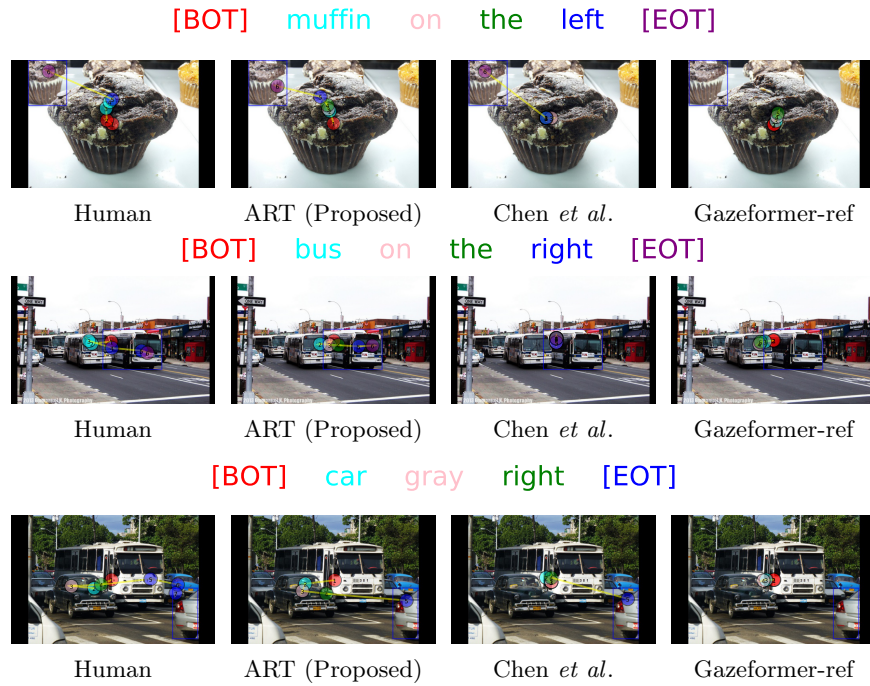 [BOT] muffin on the left [EOT]
Human ART (Proposed) Chen et al. Gazeformer-ref
[BOT] bus on the right [EOT]
Human ART (Proposed) Chen et al. Gazeformer-ref
[BOT] car gray right [EOT]
Human ART (Proposed) Chen et al. Gazeformer-ref